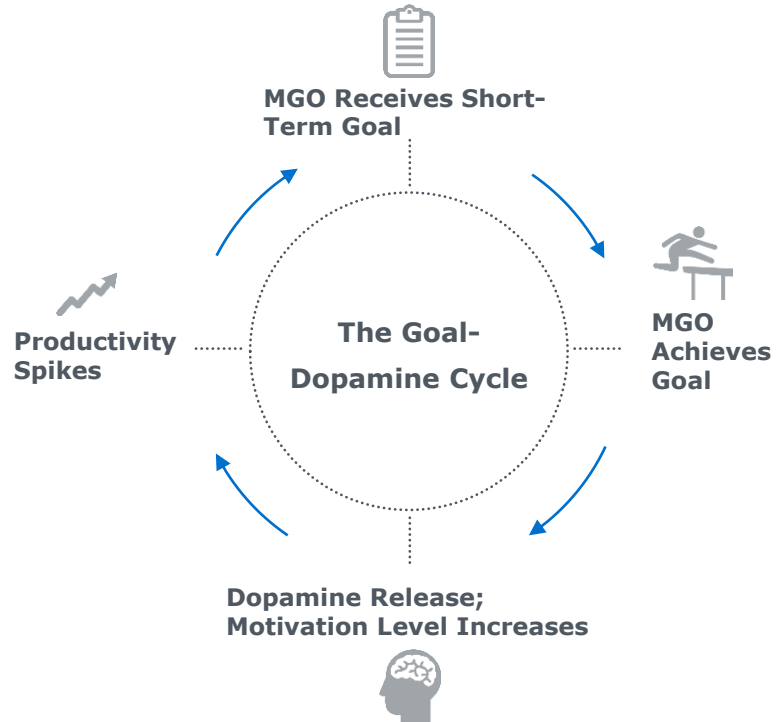 MGO Receives Short-
Term Goal
MGO
Achieves
Goal
Dopamine Release;
Motivation Level Increases
Productivity
Spikes
The Goal-
Dopamine Cycle